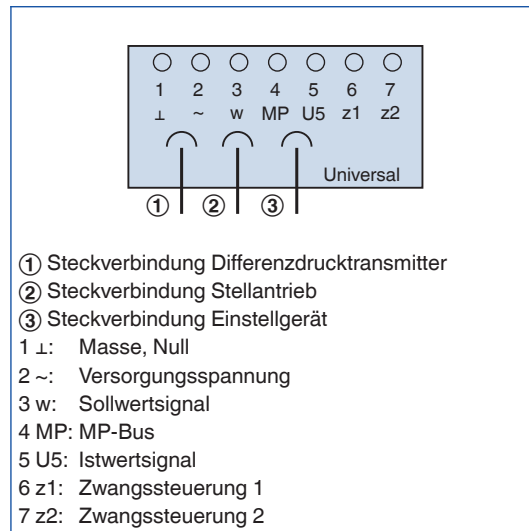 1 2 3 4 5 6 7
⊥ ~ w MP U5 z1 z2
Universal
① ② ③
① Steckverbindung Differenzdrucktransmitter
② Steckverbindung Stellantrieb
③ Steckverbindung Einstellgerät
1 ⊥: Masse, Null
2 ~: Versorgungsspannung
3 w: Sollwertsignal
4 MP: MP-Bus
5 U5: Istwertsignal
6 z1: Zwangssteuerung 1
7 z2: Zwangssteuerung 2